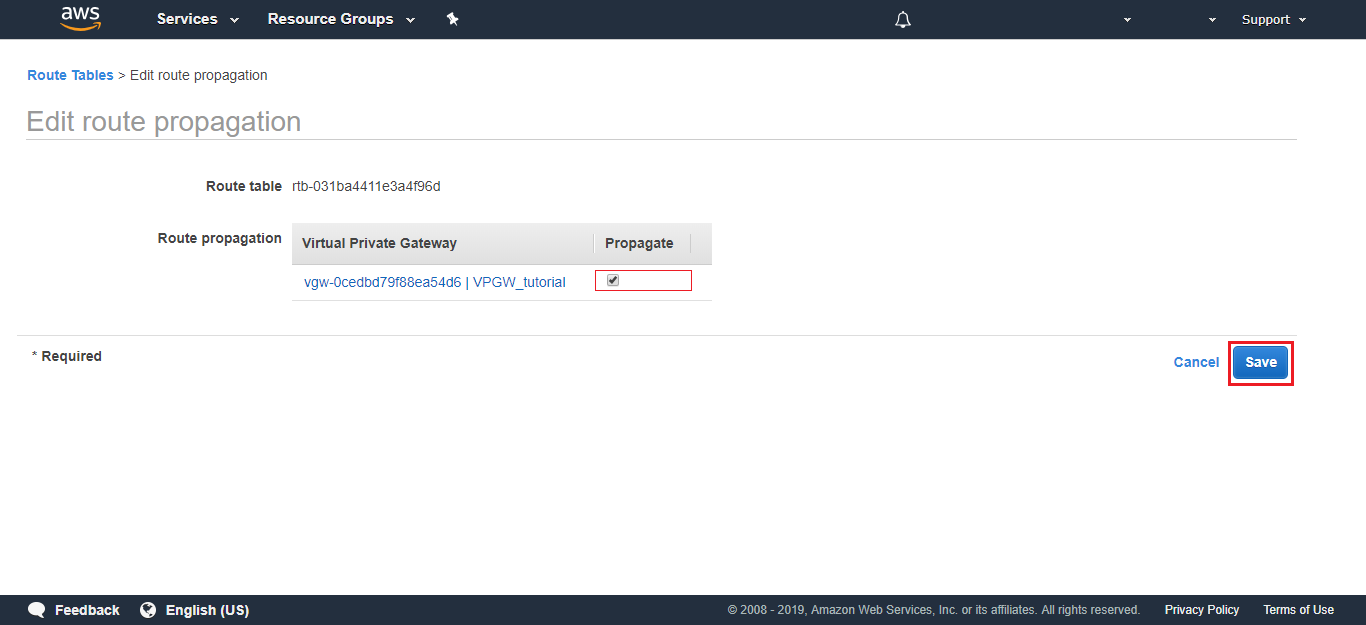 aws Services Resource Groups Support
Route Tables > Edit route propagation
Edit route propagation
Route table rtb-031ba4411e3a4f96d
Route propagation
Virtual Private Gateway Propagate
vgw-0cedbd79f88ea54d6 | VPGW_tutorial
* Required
Cancel Save
Feedback English (US) © 2008 - 2019, Amazon Web Services, Inc. or its affiliates. All rights reserved. Privacy Policy Terms of Use